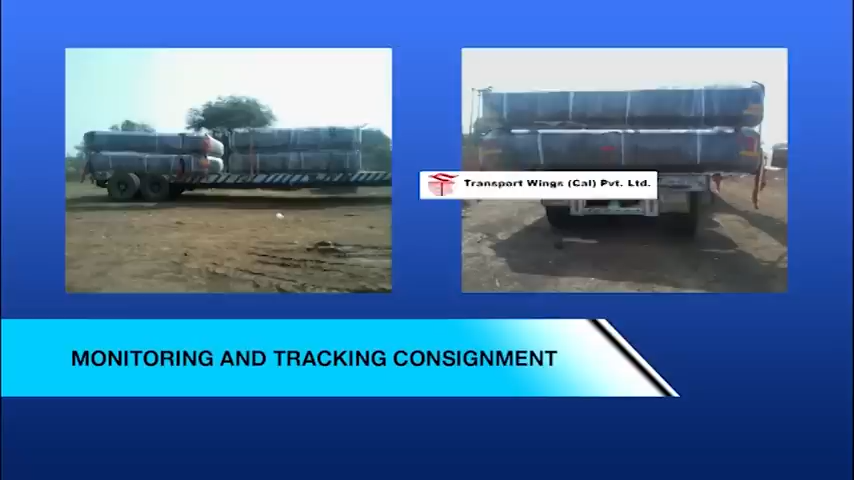 Transport Wings (Cal) Pvt. Ltd.
MONITORING AND TRACKING CONSIGNMENT